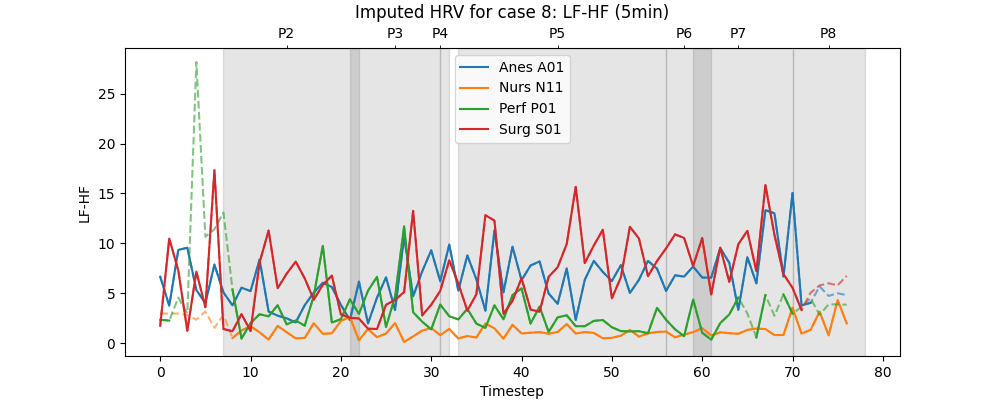 Imputed HRV for case 8: LF-HF (5min)
P2 P3 P4 P5 P6 P7 P8
Anes A01
Nurs N11
Perf P01
Surg S01
25
20
15
10
5
0
LF-HF
0 10 20 30 40 50 60 70 80
Timestep